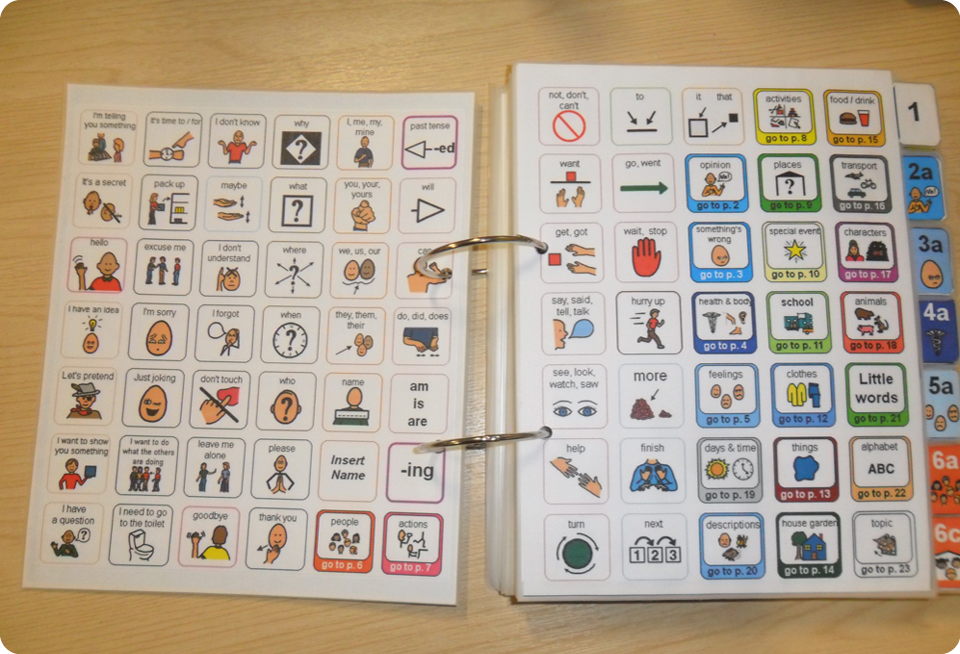 I'm telling
you something
it's time to / for
I don't know
why
?
I, me, my,
mine
past tense
-ed
It's a secret
pack up
maybe
what
?
you, your,
yours
will
hello
excuse me
I don't
understand
where
?
we, us, our
can
I have an idea
I'm sorry
I forgot
when
?
they, them,
their
do, did, does
Let's pretend
Just joking
don't touch
who
?
name
am
is
are
I want to show
you something
I want to do
what the others
are doing
leave me
alone
please
Insert
Name
-ing
I have
a question
?
I need to go
to the toilet
goodbye
thank you
people
go to p. 6
actions
go to p. 7
not, don't,
can't
to
it that
activities
go to p. 8
food / drink
go to p. 15
want
go, went
opinion
go to p. 2
places
?
go to p. 9
transport
go to p. 16
get, got
wait, stop
something's
wrong
go to p. 3
special event
go to p. 10
characters
go to p. 17
say, said,
tell, talk
hurry up
health & body
go to p. 4
school
go to p. 11
animals
go to p. 18
see, look,
watch, saw
more
feelings
go to p. 5
clothes
go to p. 12
Little
words
go to p. 21
help
finish
days & time
go to p. 19
things
go to p. 13
alphabet
ABC
go to p. 22
turn
next
1 2 3
descriptions
go to p. 20
house garden
go to p. 14
topic
go to p. 23
1
2a
3a
4a
5a
6a
6c